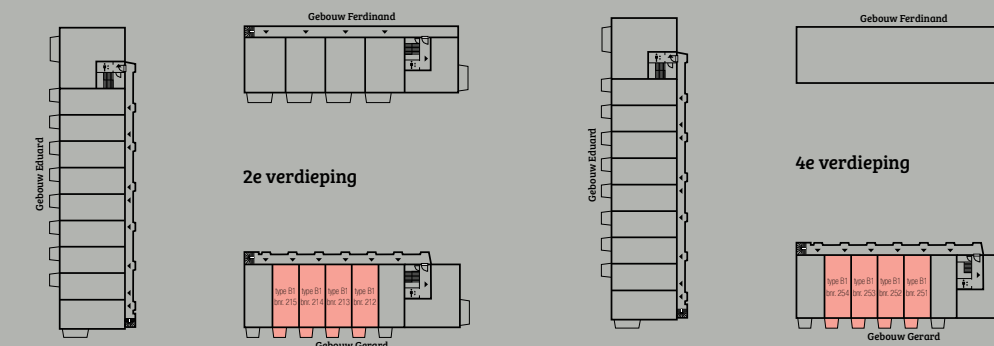 Gebouw Ferdinand
Gebouw Eduard
2e verdieping
type B1 type B1 type B1 type B1
bnr. 215 bnr. 214 bnr. 213 bnr. 212
Gebouw Gerard
Gebouw Ferdinand
Gebouw Eduard
4e verdieping
type B1 type B1 type B1 type B1
bnr. 254 bnr. 253 bnr. 252 bnr. 251
Gebouw Gerard